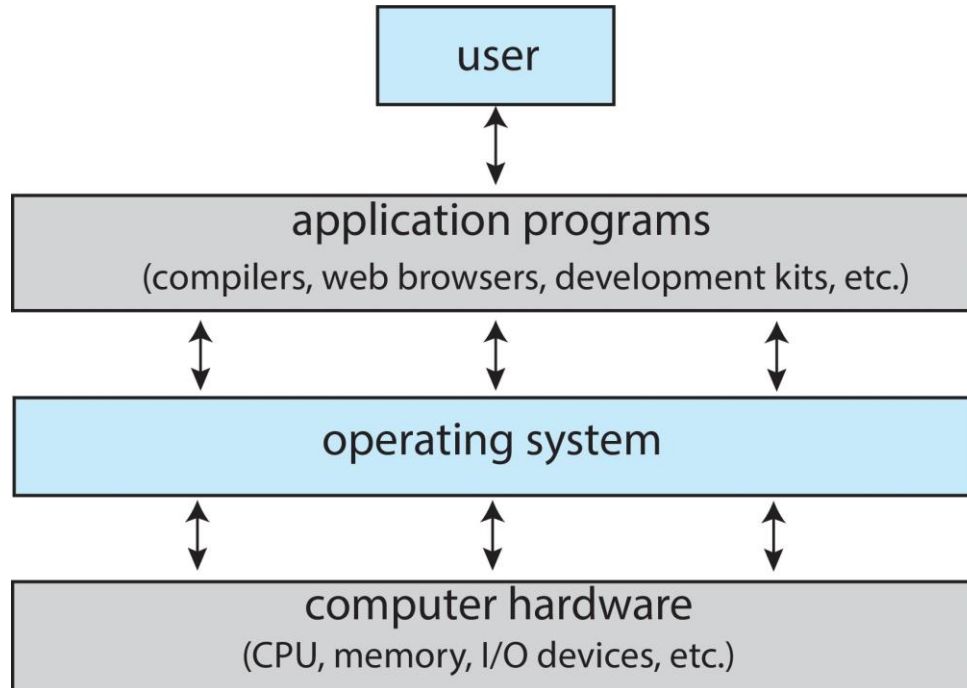 user
application programs
(compilers, web browsers, development kits, etc.)
operating system
computer hardware
(CPU, memory, I/O devices, etc.)